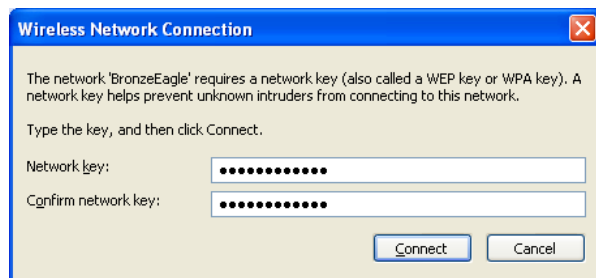 Wireless Network Connection
The network 'BronzeEagle' requires a network key (also called a WEP key or WPA key). A
network key helps prevent unknown intruders from connecting to this network.
Type the key, and then click Connect.
Network key: ●●●●●●●●●●●●
Confirm network key: ●●●●●●●●●●●●
Connect Cancel